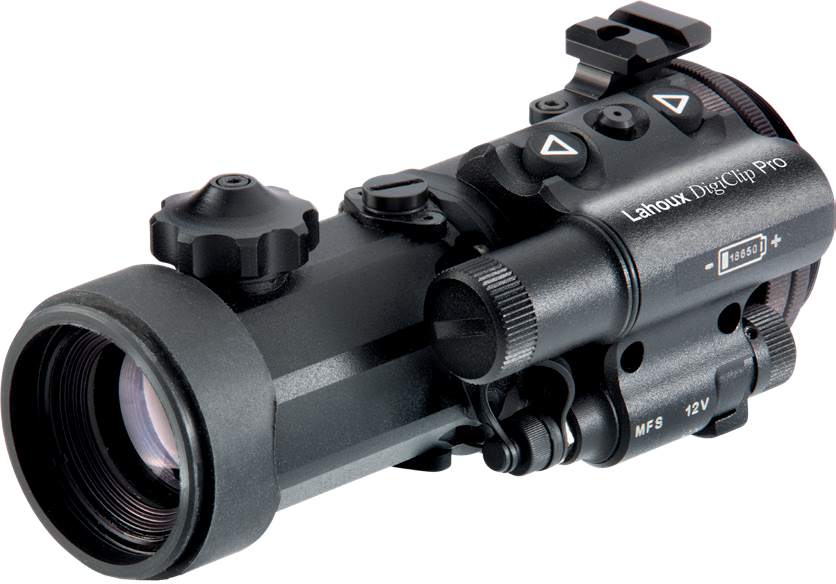 Lahoux DigiClip Pro
- 18650 +
MFS 12V